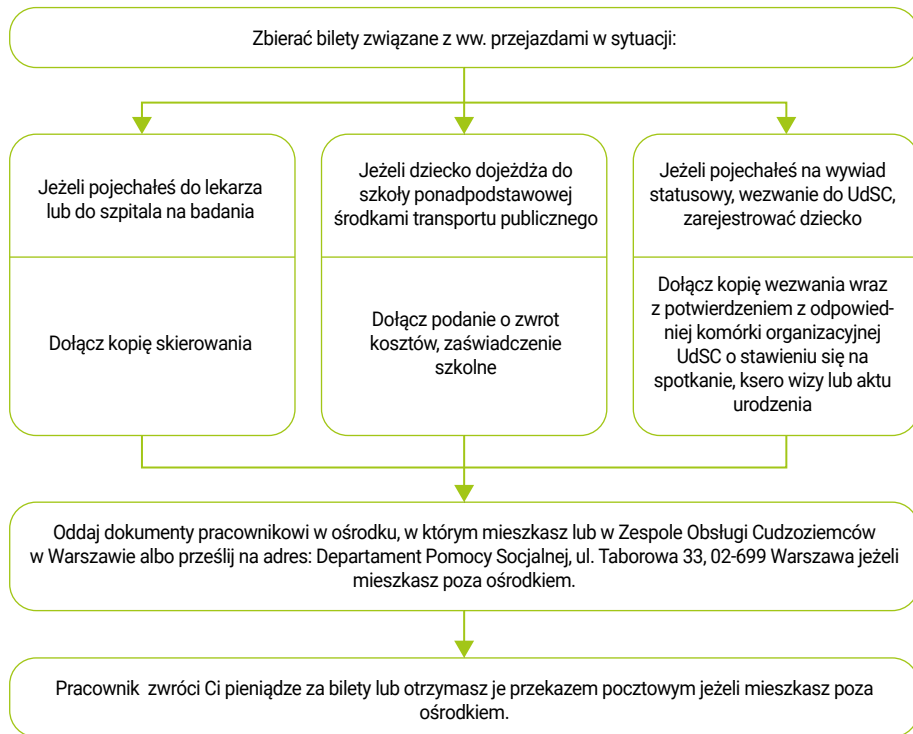 Zbierać bilety związane z ww. przejazdami w sytuacji:
Jeżeli pojechałeś do lekarza
lub do szpitala na badania
Dołącz kopię skierowania
Jeżeli dziecko dojeżdża do
szkoły ponadpodstawowej
środkami transportu publicznego
Dołącz podanie o zwrot
kosztów, zaświadczenie
szkolne
Jeżeli pojechałeś na wywiad
statusowy, wezwanie do UdSC,
zarejestrować dziecko
Dołącz kopię wezwania wraz
z potwierdzeniem z odpowied-
niej komórki organizacyjnej
UdSC o stawieniu się na
spotkanie, ksero wizy lub aktu
urodzenia
Oddaj dokumenty pracownikowi w ośrodku, w którym mieszkasz lub w Zespole Obsługi Cudzoziemców
w Warszawie albo prześlij na adres: Departament Pomocy Socjalnej, ul. Taborowa 33, 02-699 Warszawa jeżeli
mieszkasz poza ośrodkiem.
Pracownik zwróci Ci pieniądze za bilety lub otrzymasz je przekazem pocztowym jeżeli mieszkasz poza
ośrodkiem.